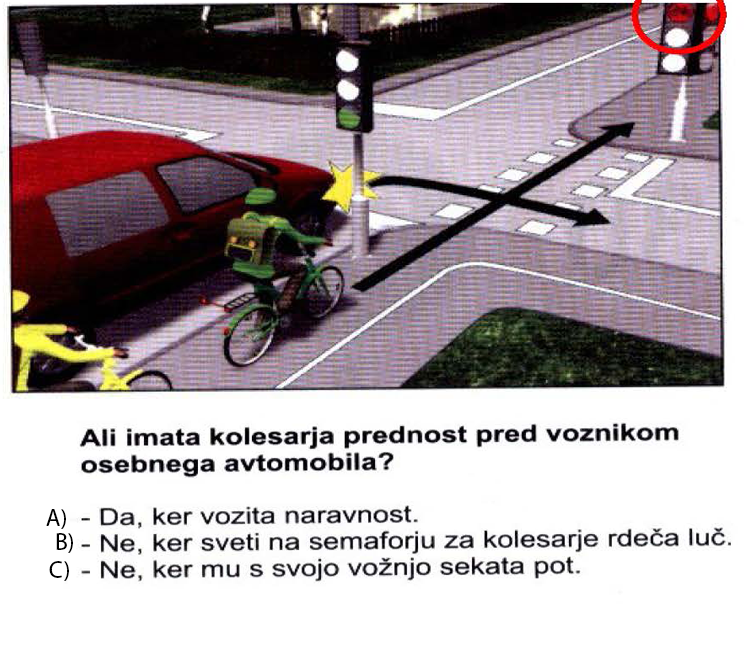 Ali imata kolesarja prednost pred voznikom
osebnega avtomobila?
A) - Da, ker vozita naravnost.
B) - Ne, ker sveti na semaforju za kolesarje rdeča luč.
C) - Ne, ker mu s svojo vožnjo sekata pot.